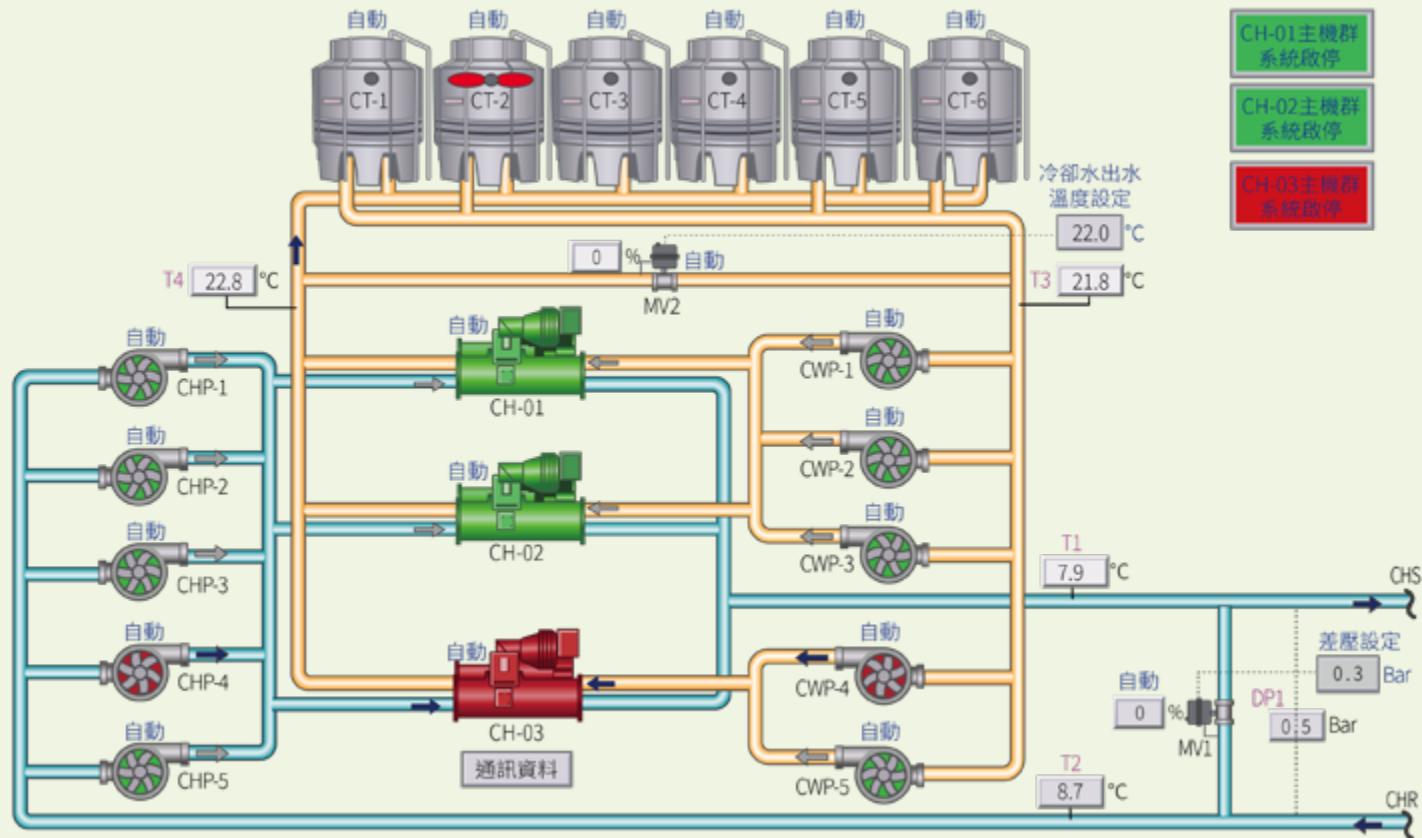 自動 自動 自動 自動 自動 自動
CT-1 CT-2 CT-3 CT-4 CT-5 CT-6
CH-01主機群
系統啟停
CH-02主機群
系統啟停
CH-03主機群
系統啟停
冷卻水出水
溫度設定
22.0 °C
T4 22.8 °C
0 % 自動
MV2
T3 21.8 °C
自動
CHP-1
自動
CHP-2
自動
CHP-3
自動
CHP-4
自動
CHP-5
自動
CH-01
自動
CH-02
自動
CH-03
通訊資料
自動
CWP-1
自動
CWP-2
自動
CWP-3
自動
CWP-4
自動
CWP-5
T1
7.9 °C
CHS
差壓設定
0.3 Bar
自動
0 %
MV1
DP1
0.5 Bar
T2
8.7 °C
CHR